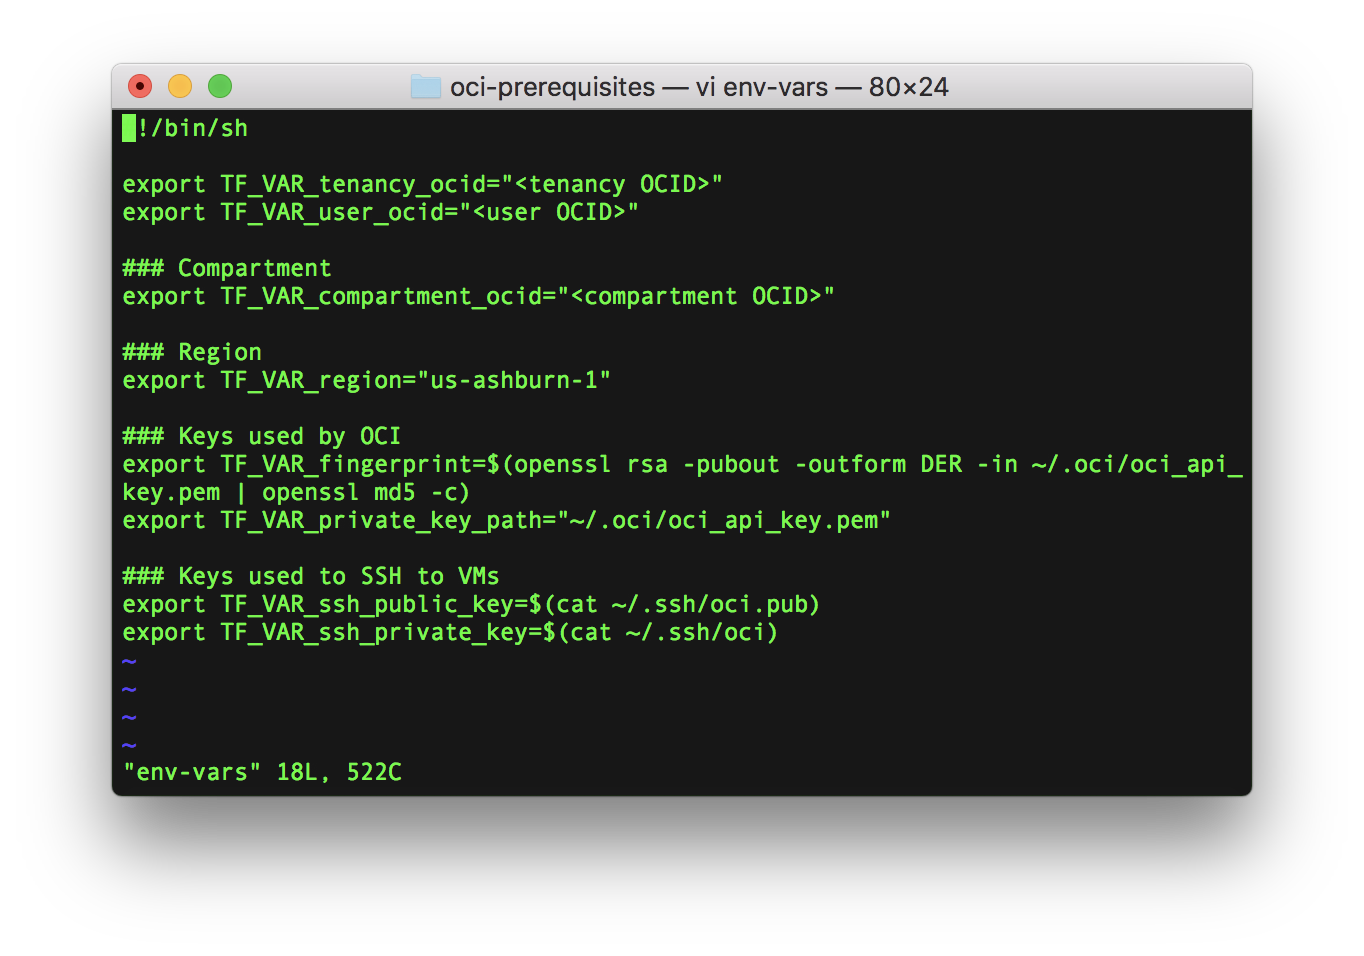 oci-prerequisites — vi env-vars — 80×24
!/bin/sh
export TF_VAR_tenancy_ocid="<tenancy OCID>"
export TF_VAR_user_ocid="<user OCID>"
### Compartment
export TF_VAR_compartment_ocid="<compartment OCID>"
### Region
export TF_VAR_region="us-ashburn-1"
### Keys used by OCI
export TF_VAR_fingerprint=$(openssl rsa -pubout -outform DER -in ~/.oci/oci_api_
key.pem | openssl md5 -c)
export TF_VAR_private_key_path="~/.oci/oci_api_key.pem"
### Keys used to SSH to VMs
export TF_VAR_ssh_public_key=$(cat ~/.ssh/oci.pub)
export TF_VAR_ssh_private_key=$(cat ~/.ssh/oci)
~
~
~
~
"env-vars" 18L, 522C